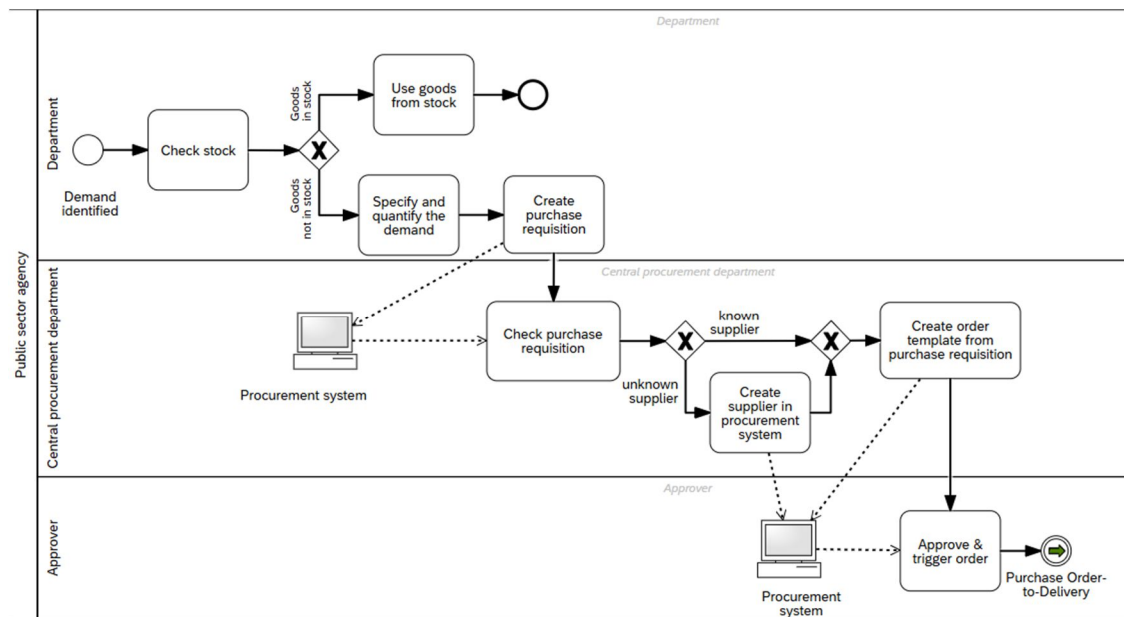 Public sector agency
Department
Department
Demand
identified
Check stock
Goods
in stock
Goods
not in stock
Use goods
from stock
Specify and
quantify the
demand
Create
purchase
requisition
Central procurement department
Central procurement department
Procurement system
Check purchase
requisition
known
supplier
unknown
supplier
Create
supplier in
procurement
system
Create order
template from
purchase requisition
Approver
Approver
Procurement
system
Approve &
trigger order
Purchase Order-
to-Delivery